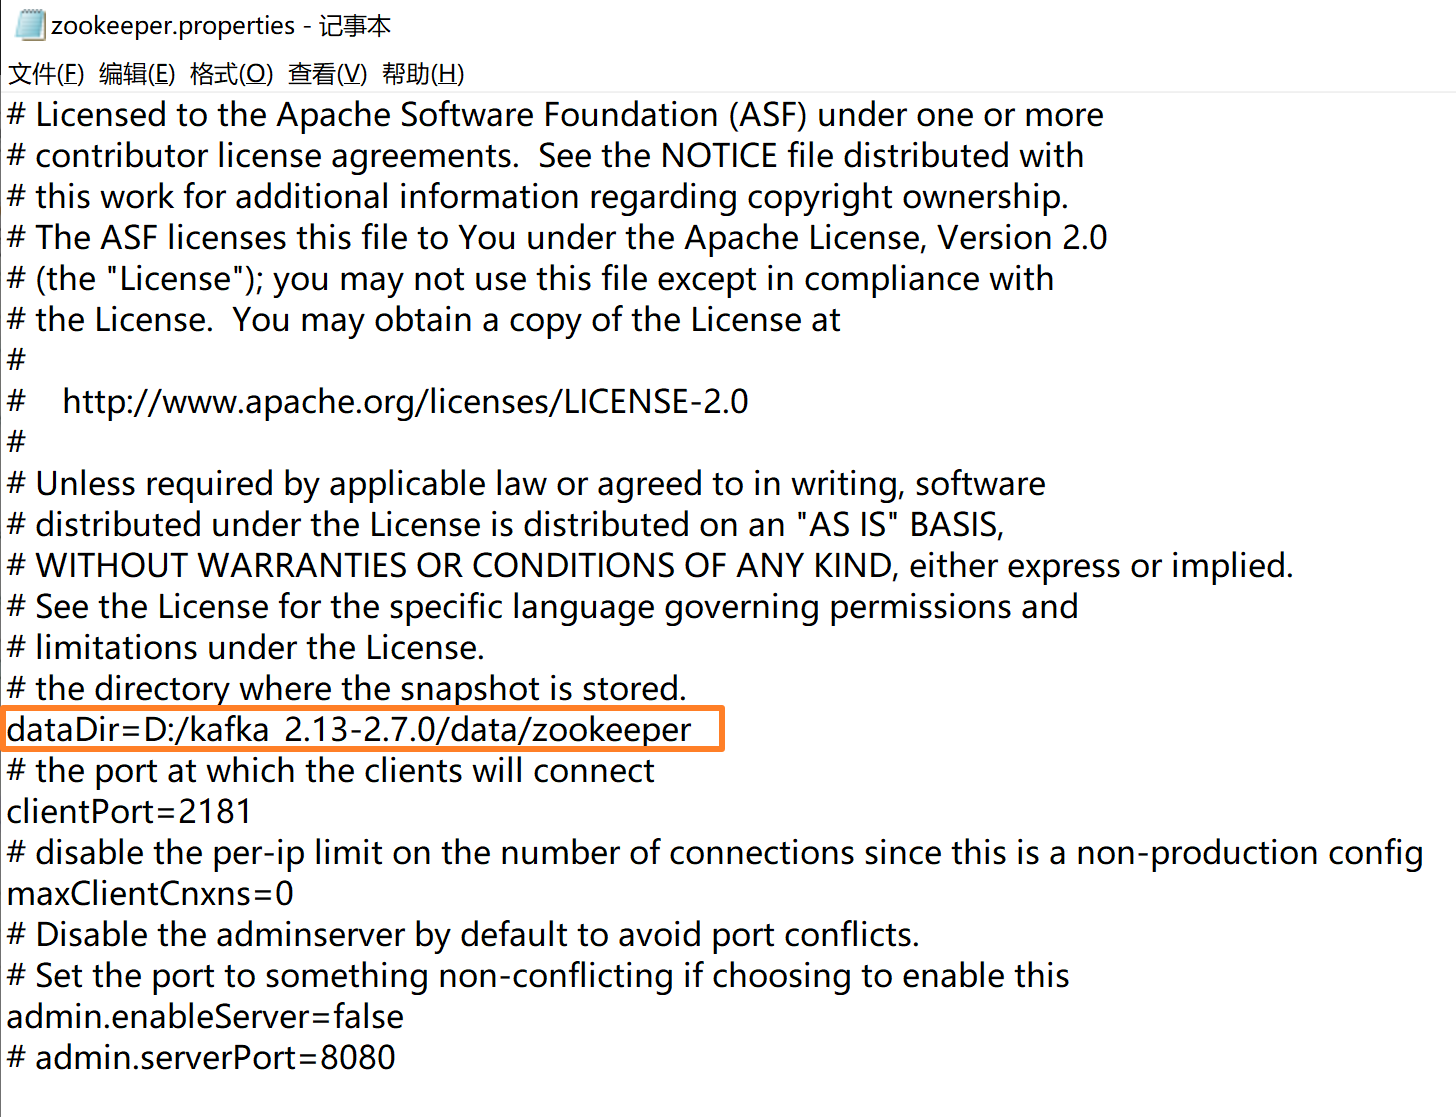 zookeeper.properties - 记事本
文件(F) 编辑(E) 格式(O) 查看(V) 帮助(H)
# Licensed to the Apache Software Foundation (ASF) under one or more
# contributor license agreements.  See the NOTICE file distributed with
# this work for additional information regarding copyright ownership.
# The ASF licenses this file to You under the Apache License, Version 2.0
# (the "License"); you may not use this file except in compliance with
# the License.  You may obtain a copy of the License at
#
#    http://www.apache.org/licenses/LICENSE-2.0
#
# Unless required by applicable law or agreed to in writing, software
# distributed under the License is distributed on an "AS IS" BASIS,
# WITHOUT WARRANTIES OR CONDITIONS OF ANY KIND, either express or implied.
# See the License for the specific language governing permissions and
# limitations under the License.
# the directory where the snapshot is stored.
dataDir=D:/kafka_2.13-2.7.0/data/zookeeper
# the port at which the clients will connect
clientPort=2181
# disable the per-ip limit on the number of connections since this is a non-production config
maxClientCnxns=0
# Disable the adminserver by default to avoid port conflicts.
# Set the port to something non-conflicting if choosing to enable this
admin.enableServer=false
# admin.serverPort=8080